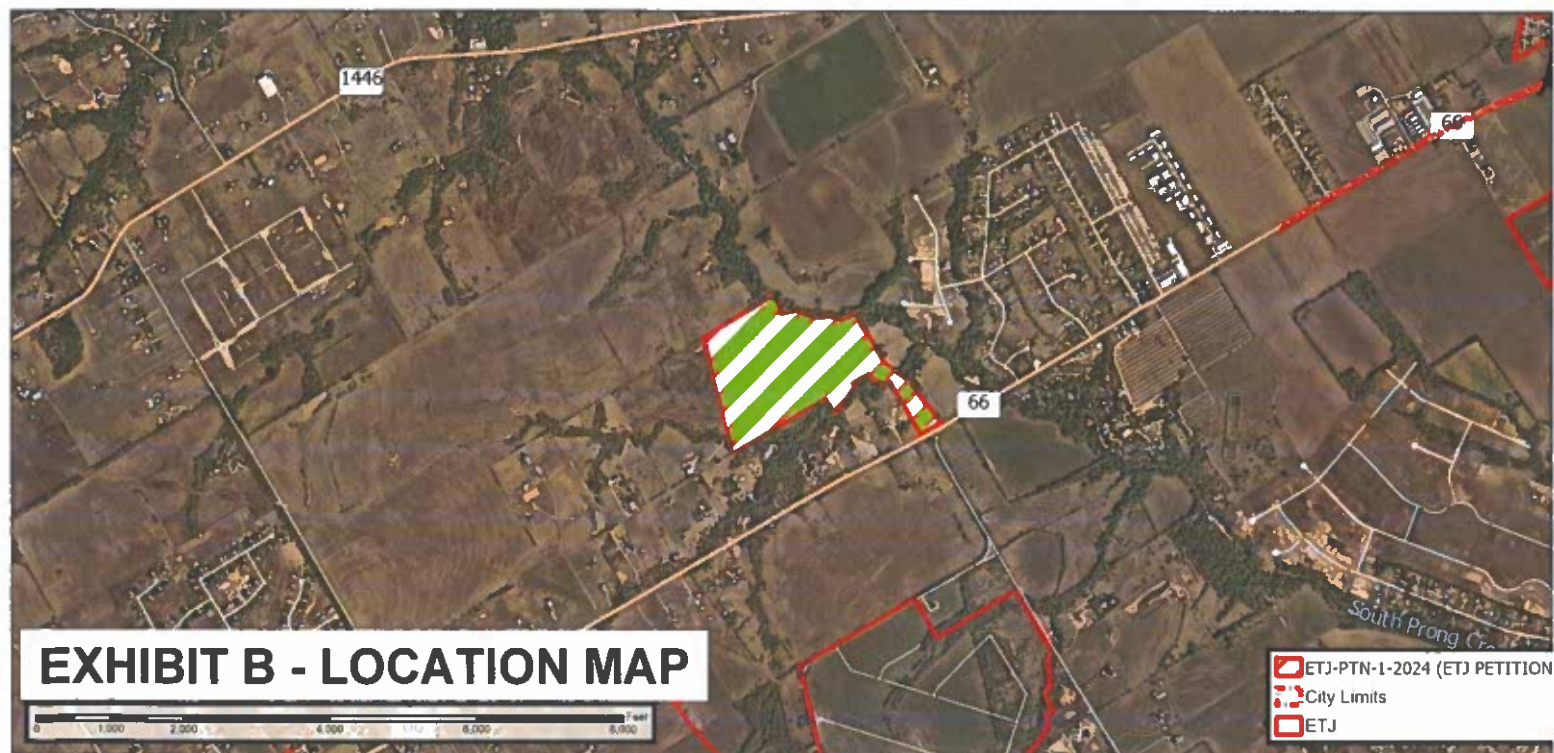 1446
66
66
South Prong Cre
EXHIBIT B - LOCATION MAP
Feet
0 1,000 2,000 4,000 6,000 8,000
ETJ-PTN-1-2024 (ETJ PETITION
City Limits
ETJ